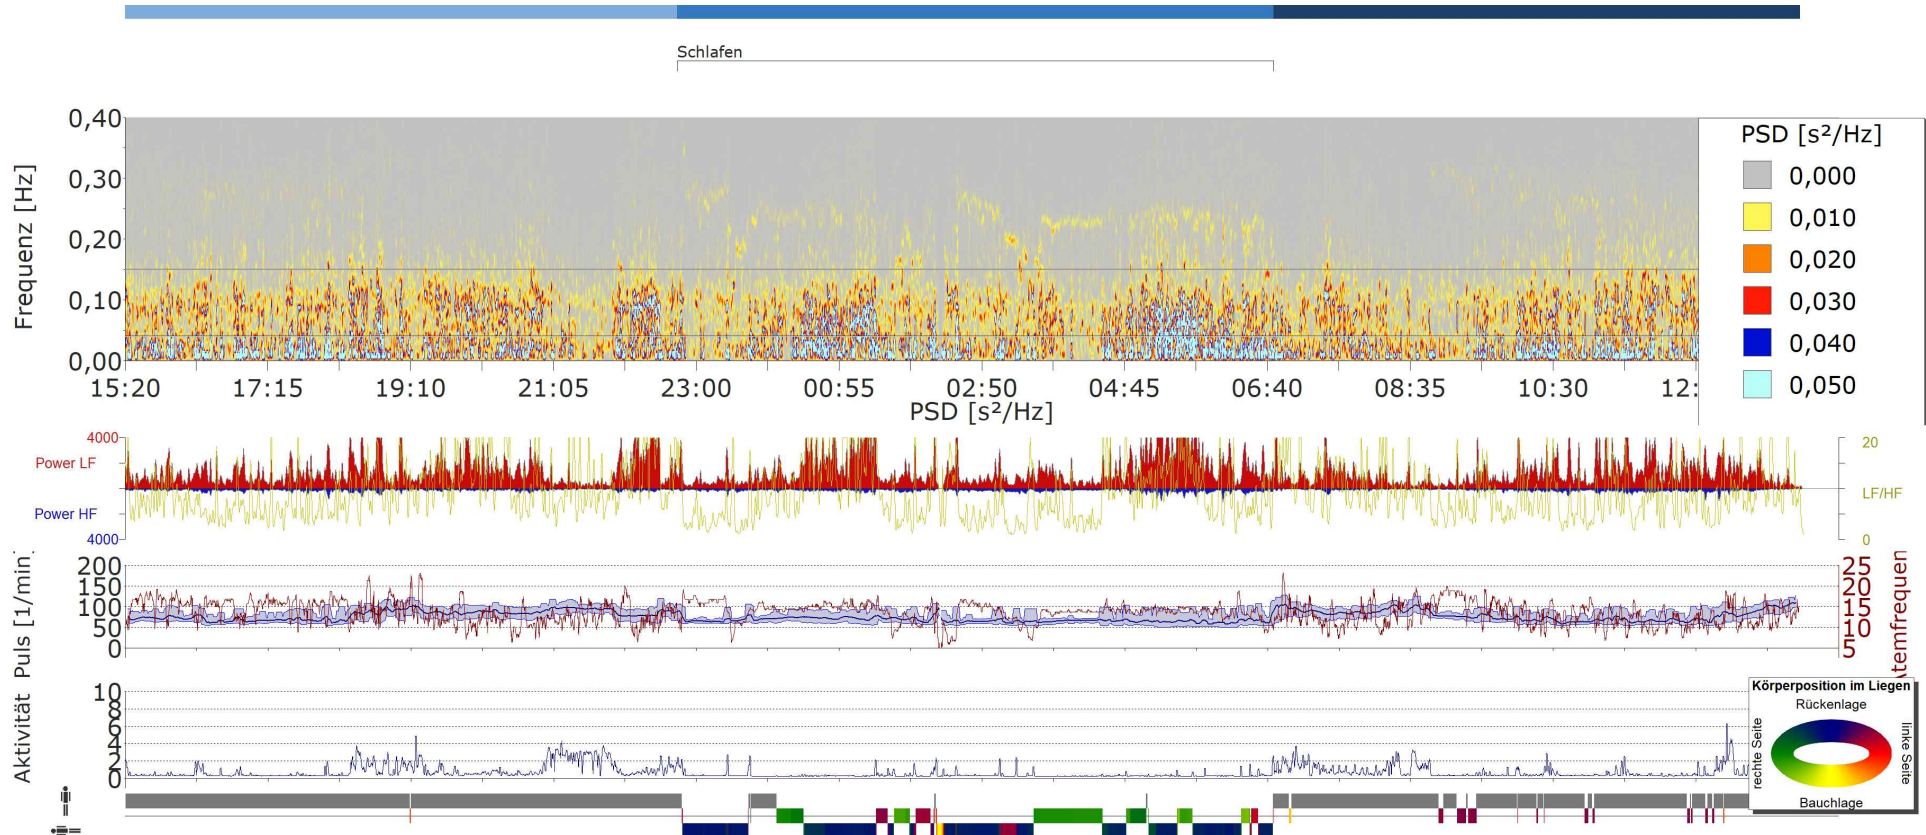 Schlafen
0,40
0,30
0,20
0,10
0,00
Frequenz [Hz]
15:20 17:15 19:10 21:05 23:00 00:55 02:50 04:45 06:40 08:35 10:30 12:
PSD [s²/Hz]
PSD [s²/Hz]
0,000
0,010
0,020
0,030
0,040
0,050
4000
Power LF
Power HF
4000
20
LF/HF
0
Puls [1/min]
200
150
100
50
0
25
20
15
10
5
Atemfrequen
Aktivität
10
8
6
4
2
0
Körperposition im Liegen
Rückenlage
rechte Seite
linke Seite
Bauchlage